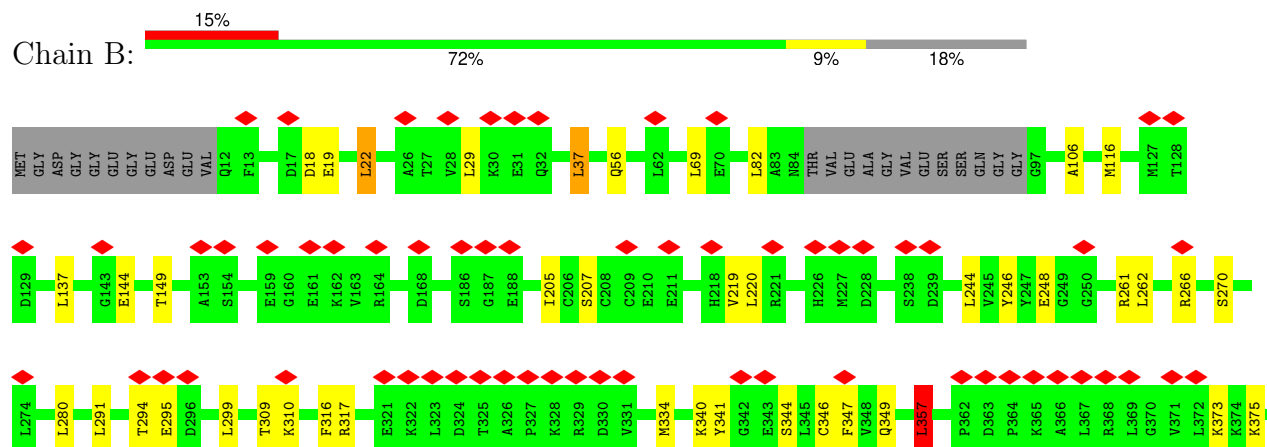 15%
Chain B:
72% 9% 18%
MET GLY ASP GLY GLY GLU GLY GLU ASP GLU VAL Q12 F13 D17 D18 E19 L22 A26 T27 V28 L29 K30 E31 Q32 L37 Q56 L62 L69 E70 L82 A83 N84 THR VAL GLU ALA GLY VAL GLU SER SER GLN GLY GLY G97 A106 M116 M127 T128
D129 L137 G143 E144 T149 A153 S154 E159 G160 E161 K162 V163 R164 D168 S186 G187 E188 I205 C206 S207 C208 C209 E210 E211 H218 V219 L220 R221 H226 M227 D228 S238 D239 L244 V245 Y246 Y247 E248 G249 G250 R261 L262 R266 S270
L274 L280 L291 T294 E295 D296 L299 T309 K310 F316 R317 E321 K322 L323 D324 T325 A326 P327 K328 R329 D330 V331 M334 K340 Y341 G342 E343 S344 L345 C346 F347 V348 Q349 L357 P362 D363 P364 K365 A366 L367 R368 L369 G370 V371 L372 K373 K374 K375